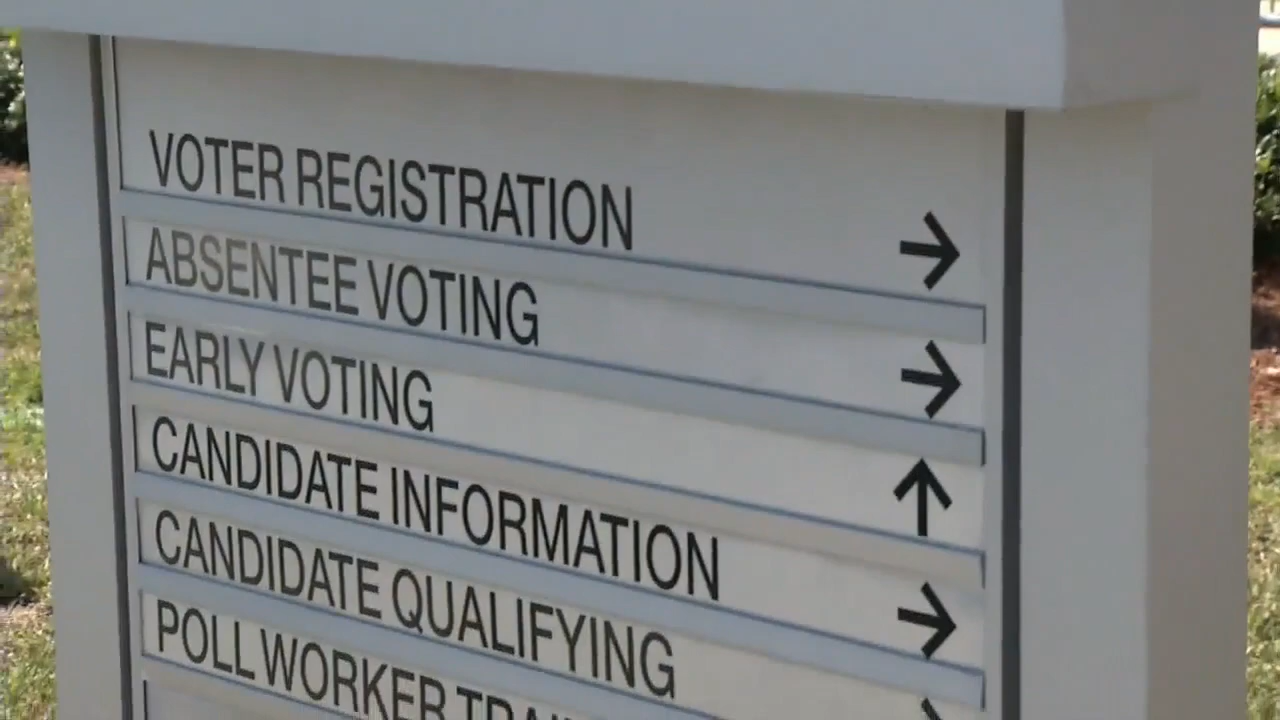 VOTER REGISTRATION →
ABSENTEE VOTING →
EARLY VOTING ↑
CANDIDATE INFORMATION →
CANDIDATE QUALIFYING
POLL WORKER